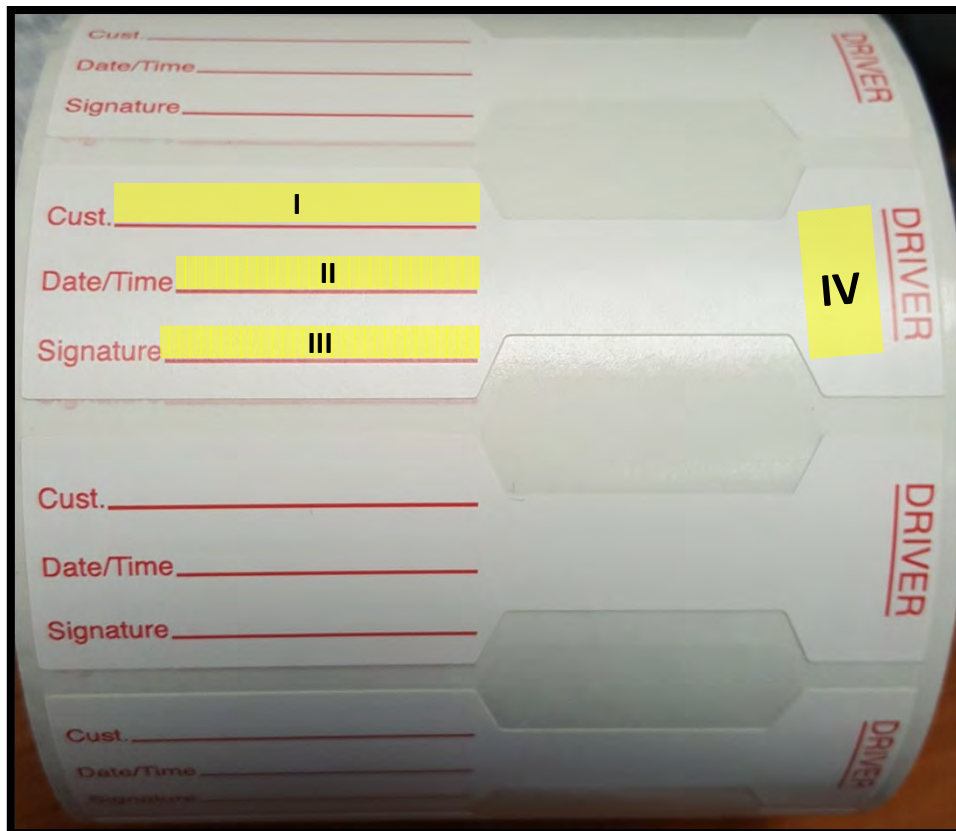 Cust.
Date/Time
Signature
DRIVER
Cust. I
Date/Time II
Signature III
IV
DRIVER
Cust.
Date/Time
Signature
DRIVER
Cust.
Date/Time
Signature
DRIVER